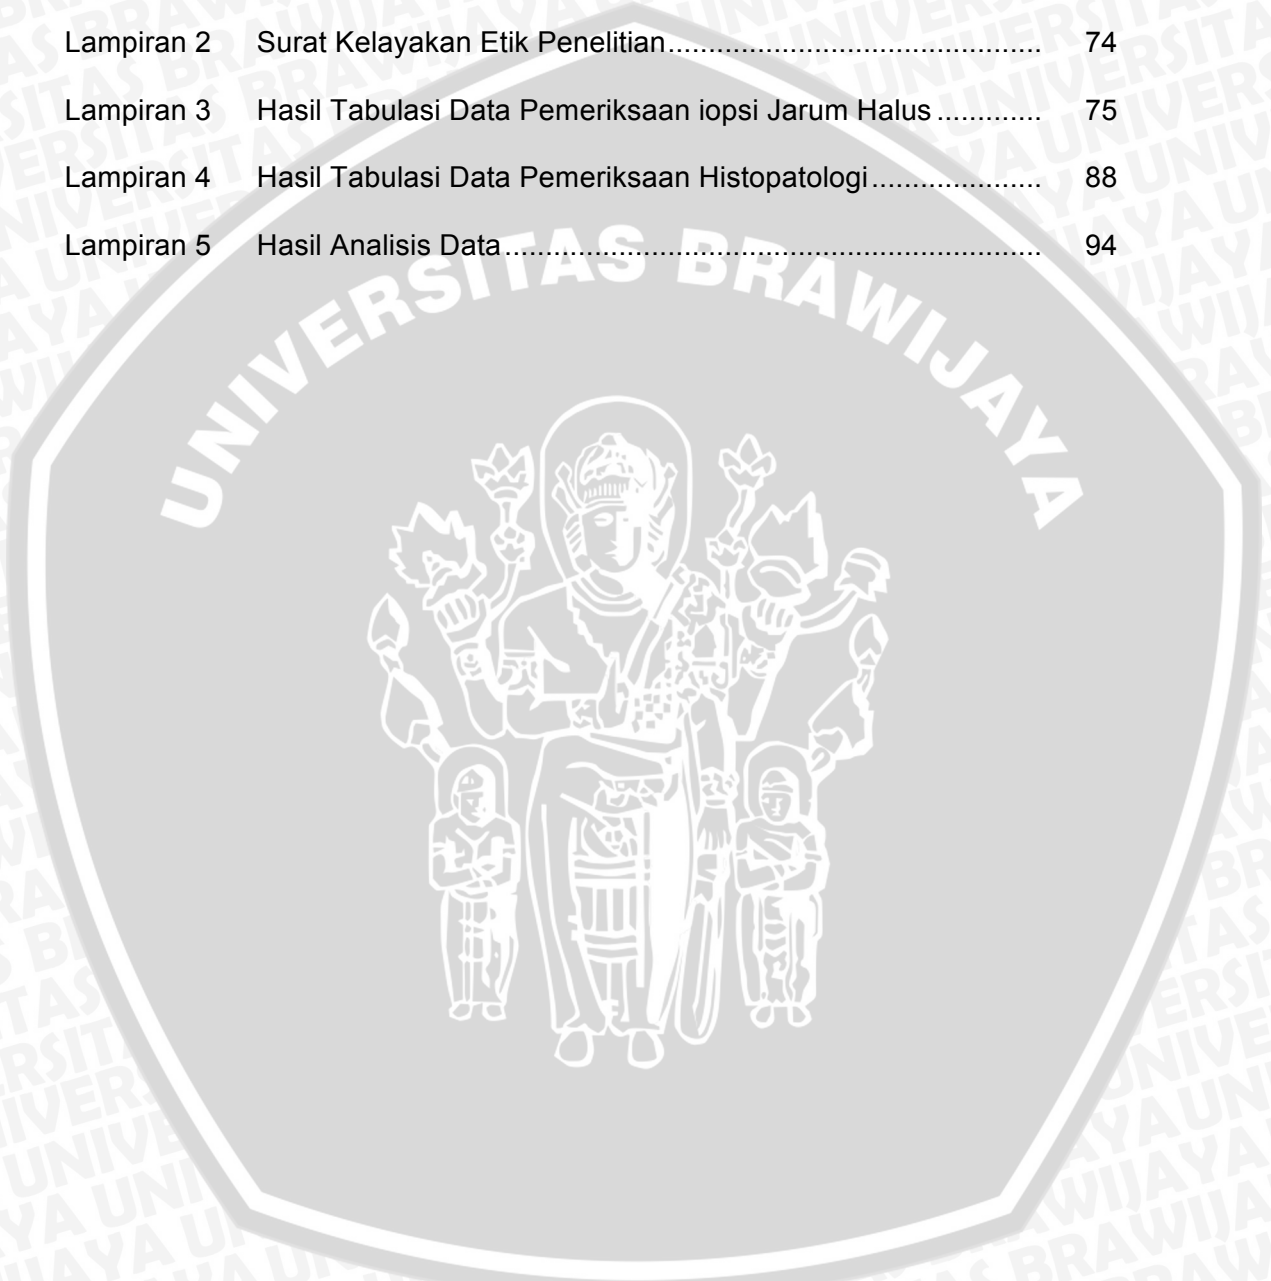 Lampiran 2 Surat Kelayakan Etik Penelitian............................................. 74
Lampiran 3 Hasil Tabulasi Data Pemeriksaan iopsi Jarum Halus ............. 75
Lampiran 4 Hasil Tabulasi Data Pemeriksaan Histopatologi..................... 88
Lampiran 5 Hasil Analisis Data................................................................. 94
UNIVERSITAS BRAWIJAYA